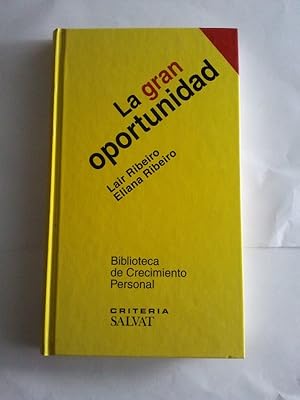 La gran
oportunidad
Lair Ribeiro
Eliana Ribeiro
Biblioteca
de Crecimiento
Personal
CRITERIA
SALVAT